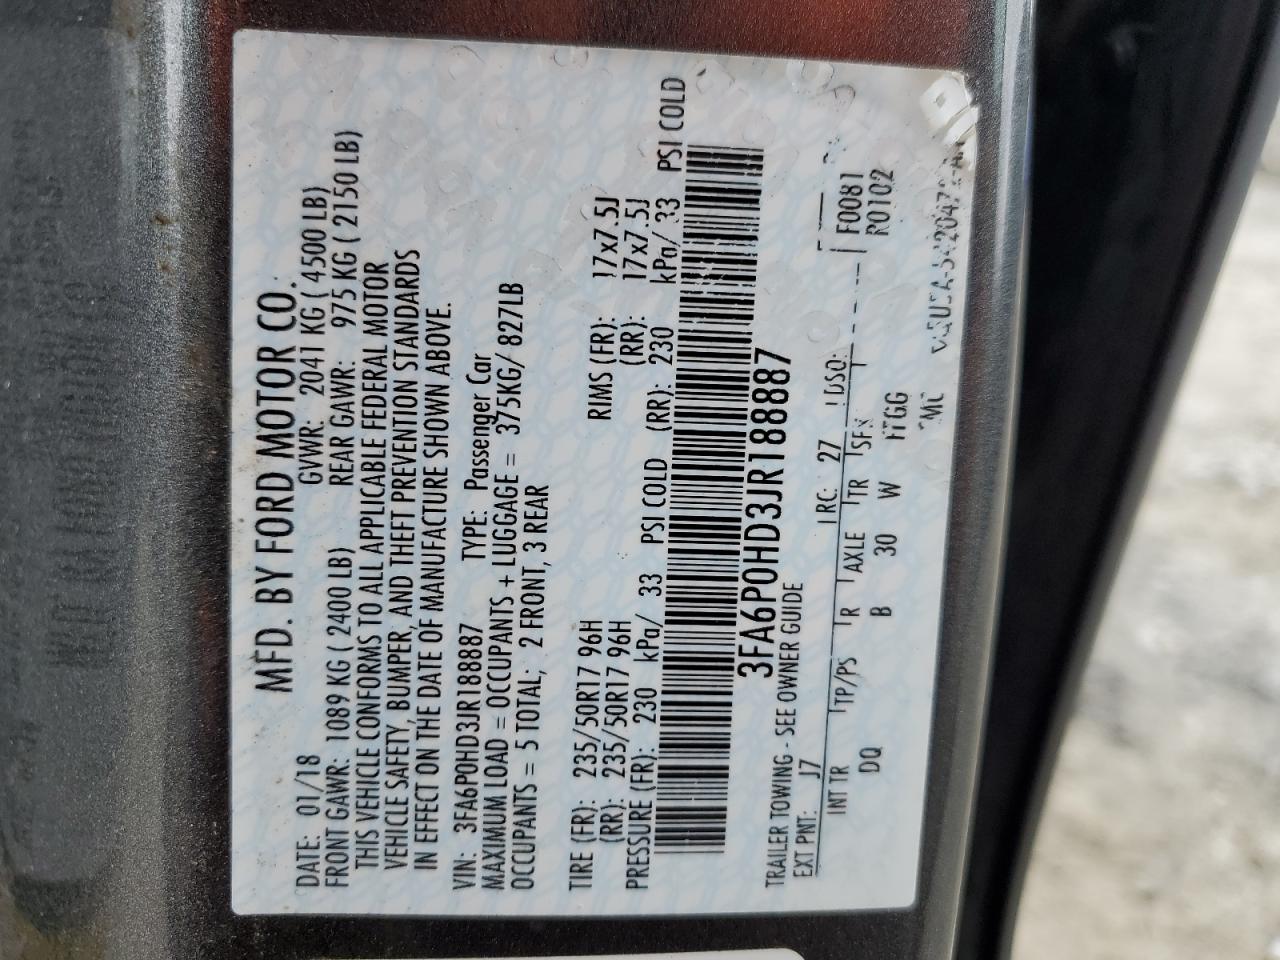 MFD. BY FORD MOTOR CO.
DATE: 01/18 GVWR: 2041 KG ( 4500 LB)
FRONT GAWR: 1089 KG ( 2400 LB) REAR GAWR: 975 KG ( 2150 LB)
THIS VEHICLE CONFORMS TO ALL APPLICABLE FEDERAL MOTOR
VEHICLE SAFETY, BUMPER, AND THEFT PREVENTION STANDARDS
IN EFFECT ON THE DATE OF MANUFACTURE SHOWN ABOVE.
VIN: 3FA6P0HD3JR188887 TYPE: Passenger Car
MAXIMUM LOAD = OCCUPANTS + LUGGAGE = 375KG/ 827LB
OCCUPANTS = 5 TOTAL; 2 FRONT, 3 REAR
TIRE (FR): 235/50R17 96H RIMS (FR): 17x7.5J
(RR): 235/50R17 96H (RR): 17x7.5J
PRESSURE (FR): 230 kPa/ 33 PSI COLD (RR): 230 kPa/ 33 PSI COLD
3FA6P0HD3JR188887
TRAILER TOWING - SEE OWNER GUIDE
EXT PNT: J7 RC: 27 DSO: F0081
INT TR TP/PS R AXLE TR R0102
DQ B 30 W